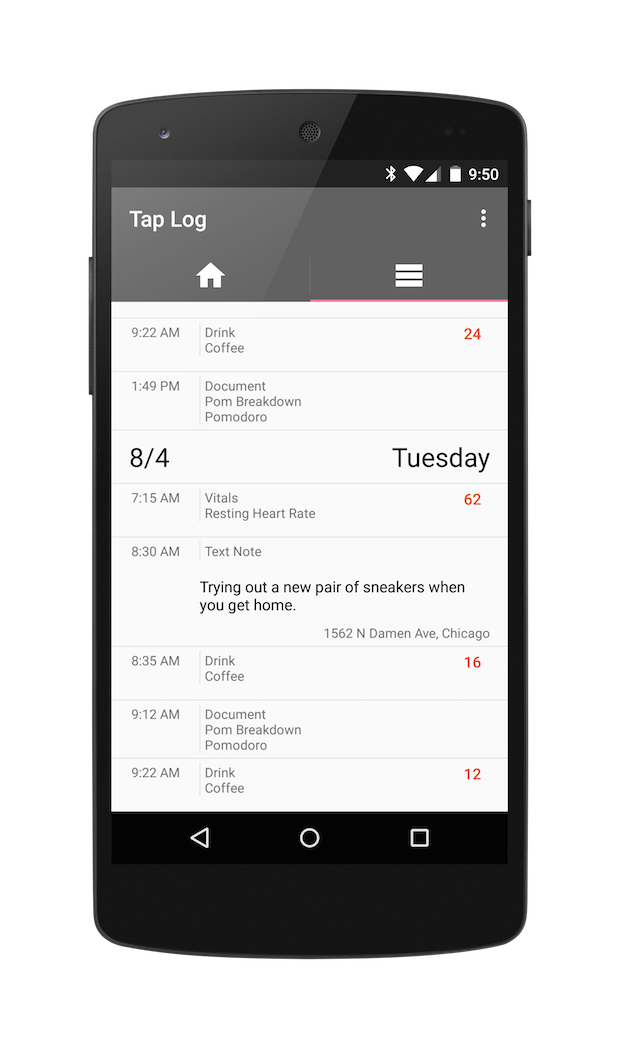 9:50
Tap Log
9:22 AM Drink 24
Coffee
1:49 PM Document
Pom Breakdown
Pomodoro
8/4 Tuesday
7:15 AM Vitals 62
Resting Heart Rate
8:30 AM Text Note
Trying out a new pair of sneakers when
you get home.
1562 N Damen Ave, Chicago
8:35 AM Drink 16
Coffee
9:12 AM Document
Pom Breakdown
Pomodoro
9:22 AM Drink 12
Coffee